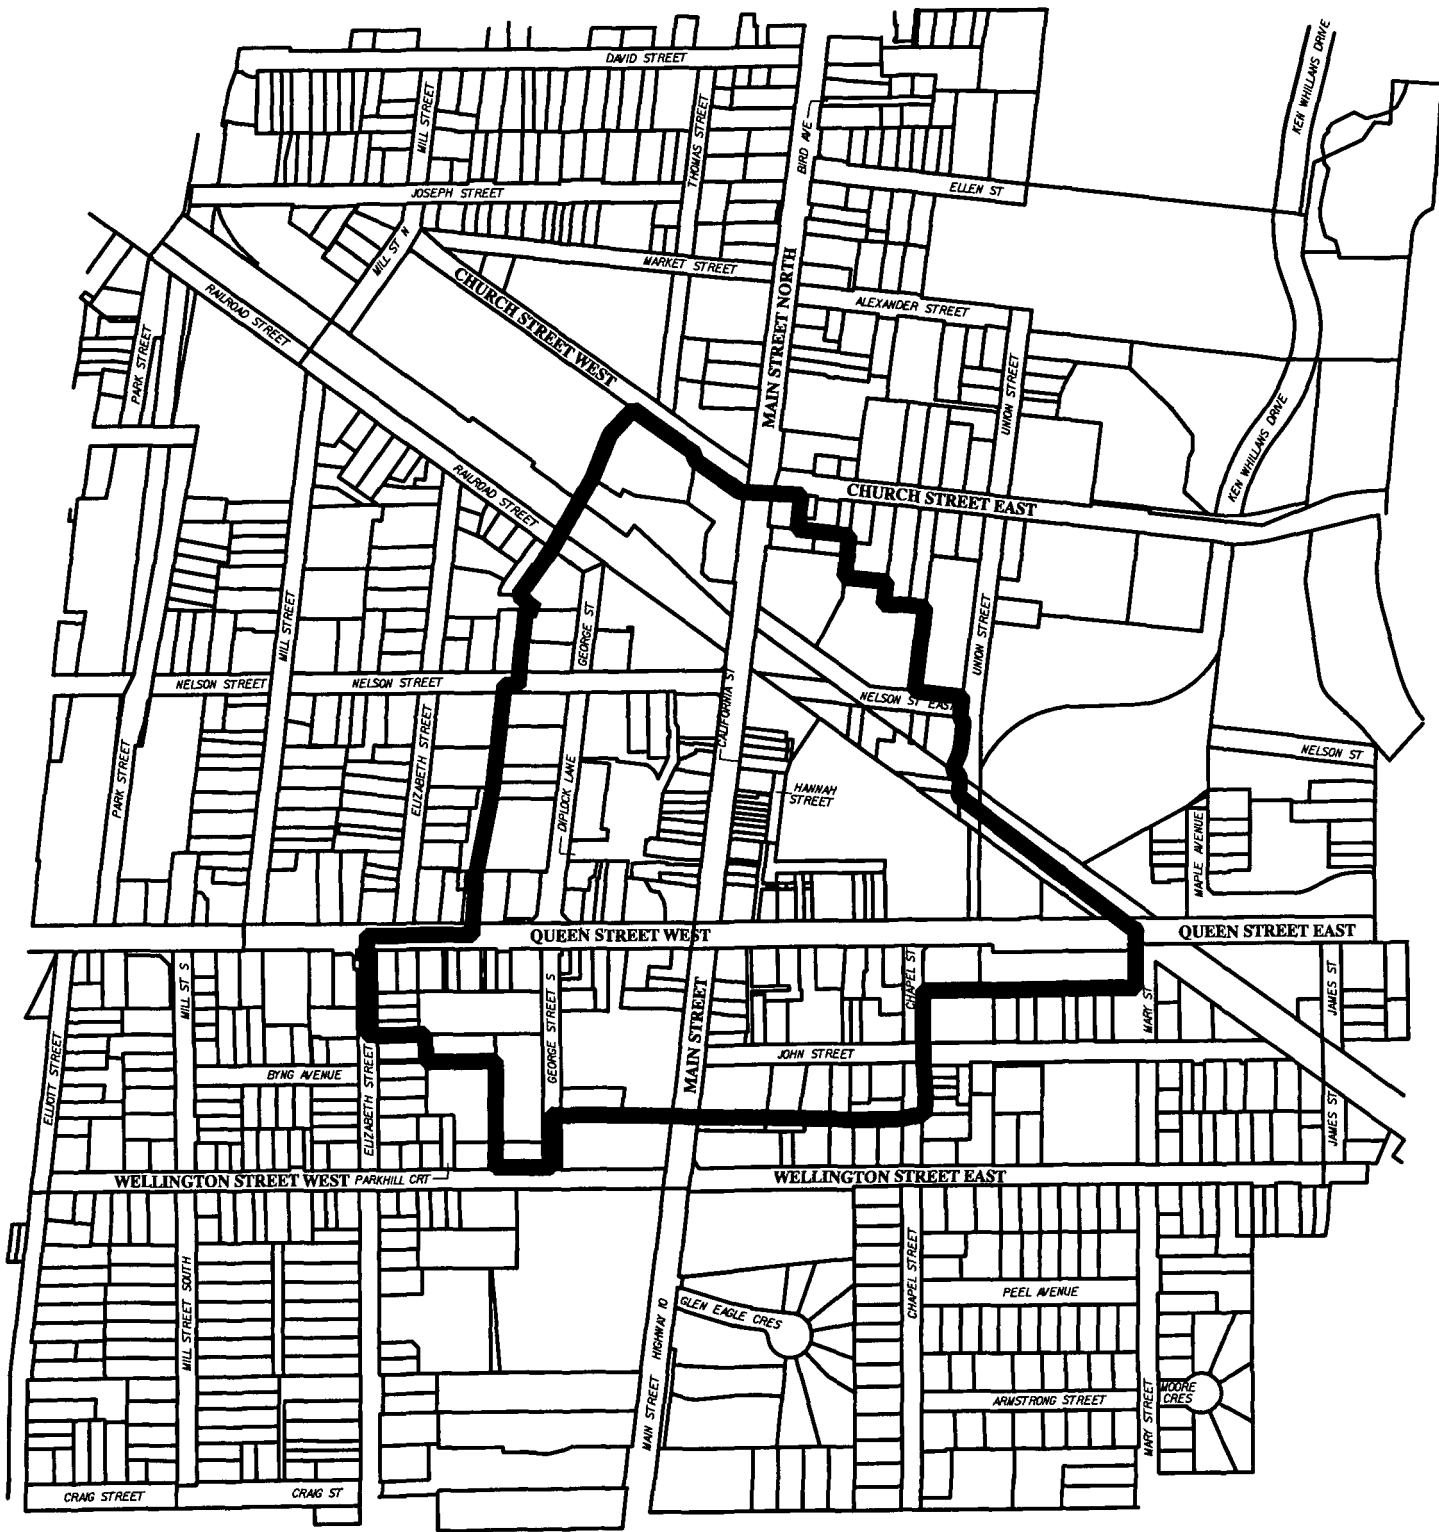 DAVID STREET
KEN WHILLANS DRIVE
MILL STREET
THOMAS STREET
BIRD AVE
JOSEPH STREET
ELLEN ST
MILL ST N
MARKET STREET
CHURCH STREET WEST
MAIN STREET NORTH
ALEXANDER STREET
RAILROAD STREET
PARK STREET
UNION STREET
KEN WHILLANS DRIVE
RAILROAD STREET
CHURCH STREET EAST
MILL STREET
GEORGE ST
UNION STREET
NELSON STREET
NELSON STREET
CALIFORNIA ST
NELSON ST EAST
PARK STREET
ELIZABETH STREET
DIPLOCK LANE
HANNAH
STREET
NELSON ST
MAPLE AVENUE
QUEEN STREET WEST
QUEEN STREET EAST
MILL ST S
GEORGE STREET S
MAIN STREET
CHAPEL ST
MARY ST
JAMES ST
ELLIOTT STREET
BYNG AVENUE
ELIZABETH STREET
JOHN STREET
JAMES ST
WELLINGTON STREET WEST
PARKHILL CRT
WELLINGTON STREET EAST
MILL STREET SOUTH
CHAPEL STREET
GLEN EAGLE CRES
PEEL AVENUE
MAIN STREET HIGHWAY 10
ARMSTRONG STREET
MARY STREET
MOORE
CRES
CRAIG STREET
CRAIG ST